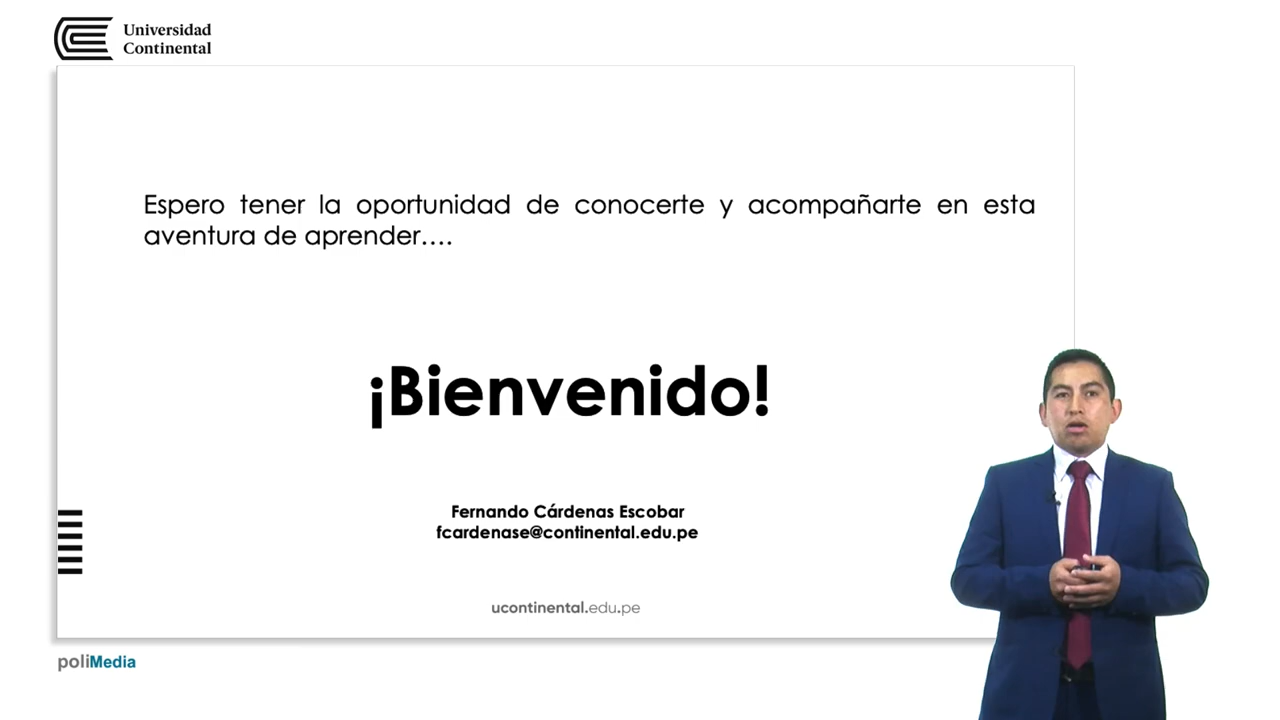 Universidad
Continental
Espero tener la oportunidad de conocerte y acompañarte en esta
aventura de aprender....
¡Bienvenido!
Fernando Cárdenas Escobar
fcardenase@continental.edu.pe
ucontinental.edu.pe
poliMedia